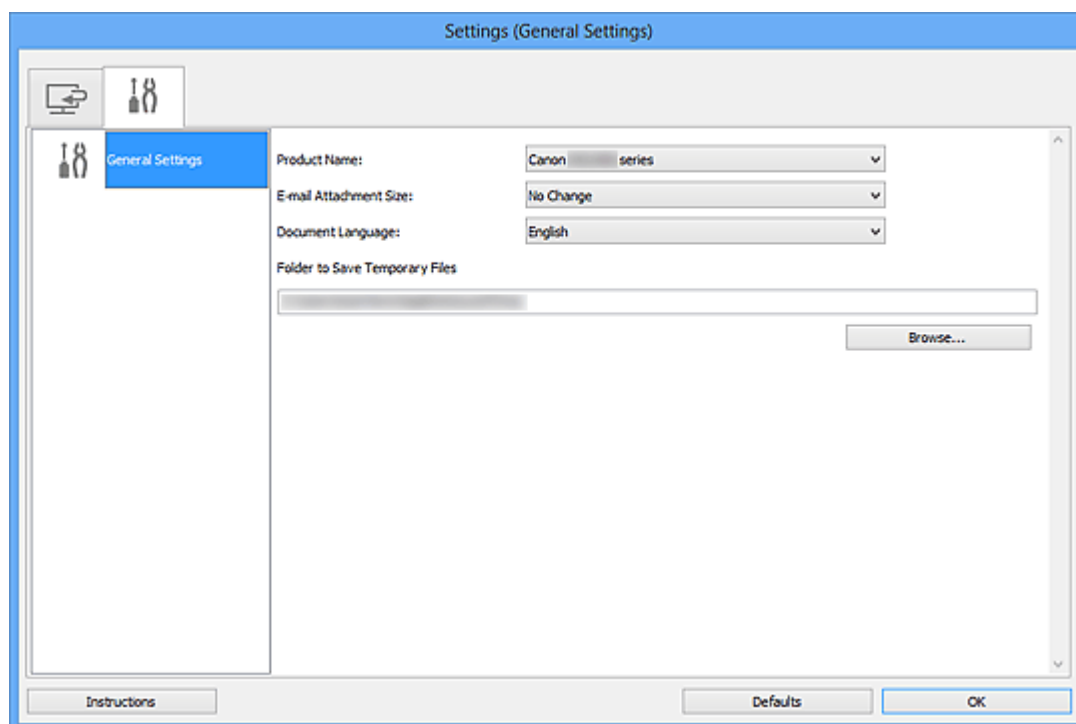 Settings (General Settings)
General Settings
Product Name:
Canon series
E-mail Attachment Size:
No Change
Document Language:
English
Folder to Save Temporary Files
Browse...
Instructions
Defaults
OK